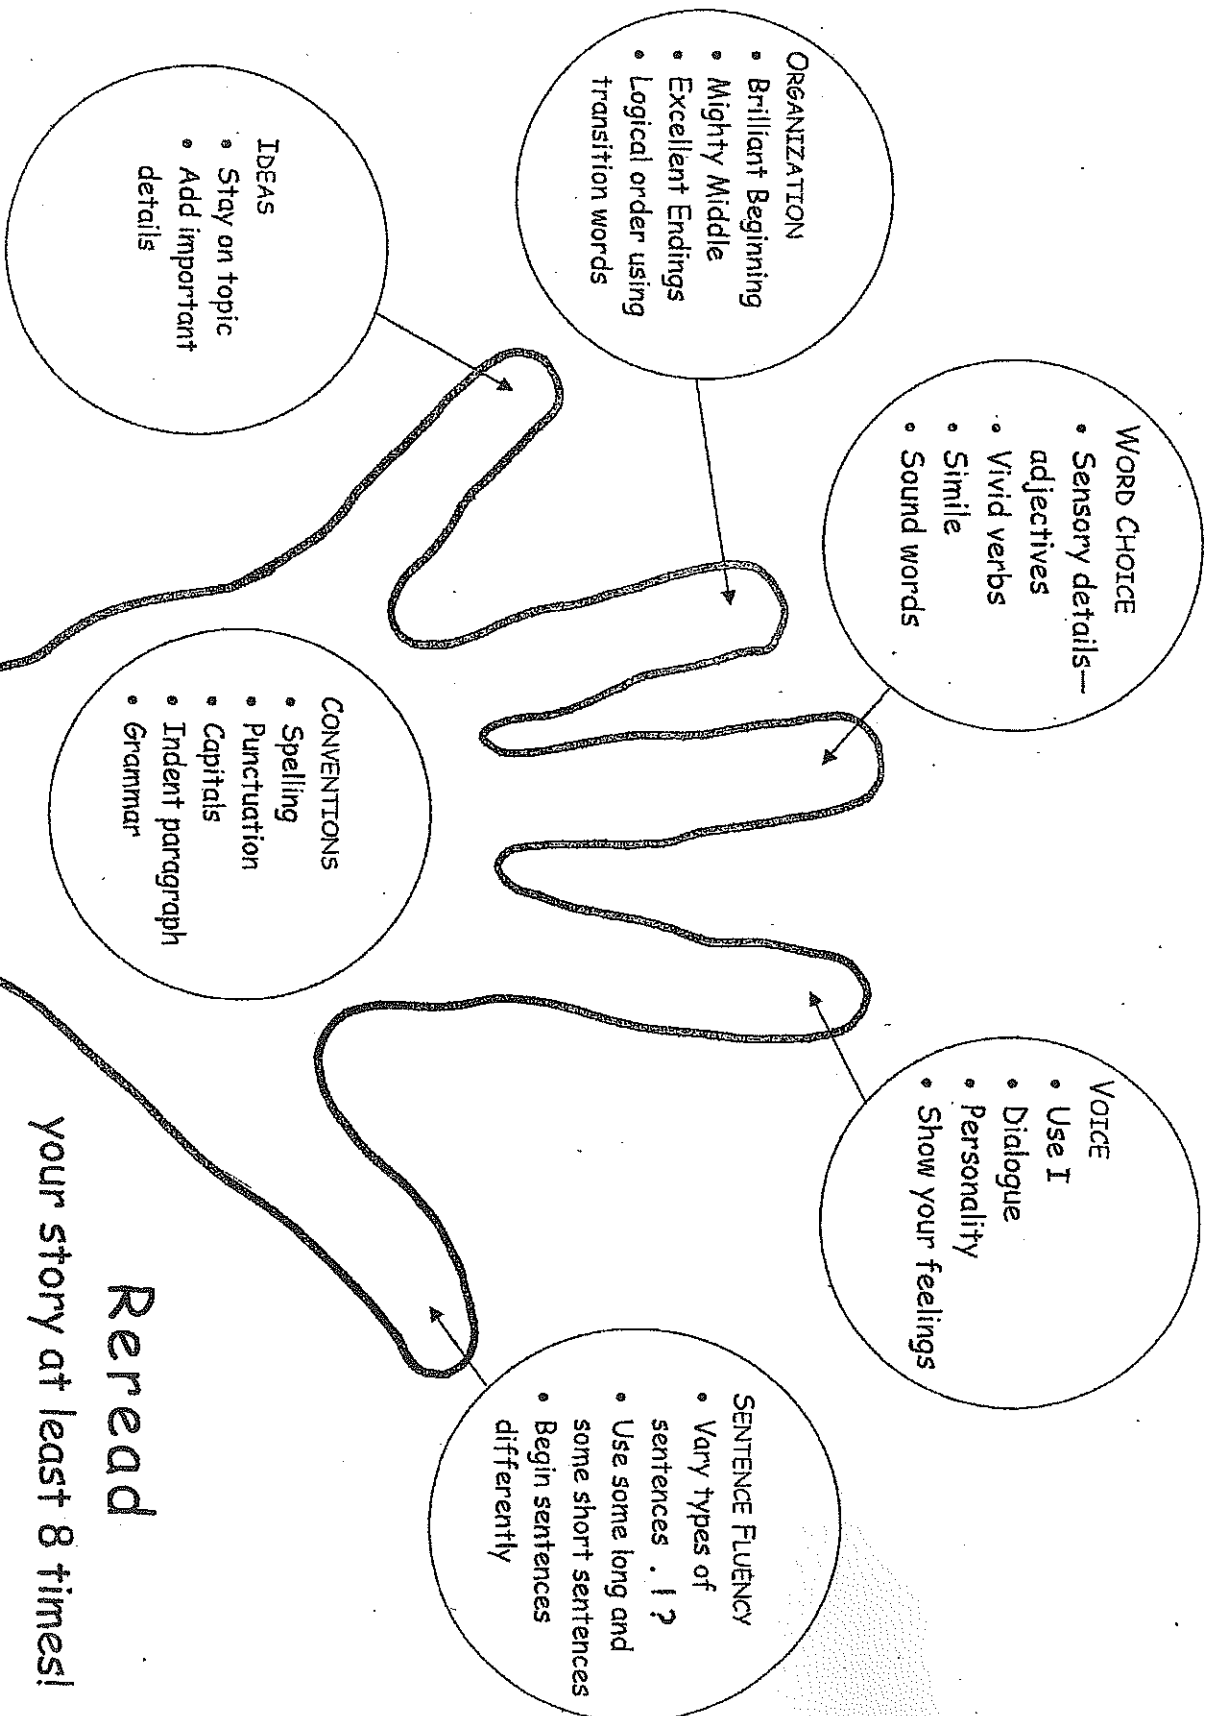 IDEAS
• Stay on topic
• Add important
details
ORGANIZATION
• Brilliant Beginning
• Mighty Middle
• Excellent Endings
• Logical order using
transition words
WORD CHOICE
• Sensory details—
adjectives
• Vivid verbs
• Simile
• Sound words
VOICE
• Use I
• Dialogue
• Personality
• Show your feelings
SENTENCE FLUENCY
• Vary types of
sentences . ! ?
• Use some long and
some short sentences
• Begin sentences
differently
CONVENTIONS
• Spelling
• Punctuation
• Capitals
• Indent paragraph
• Grammar
Reread
your story at least 8 times!